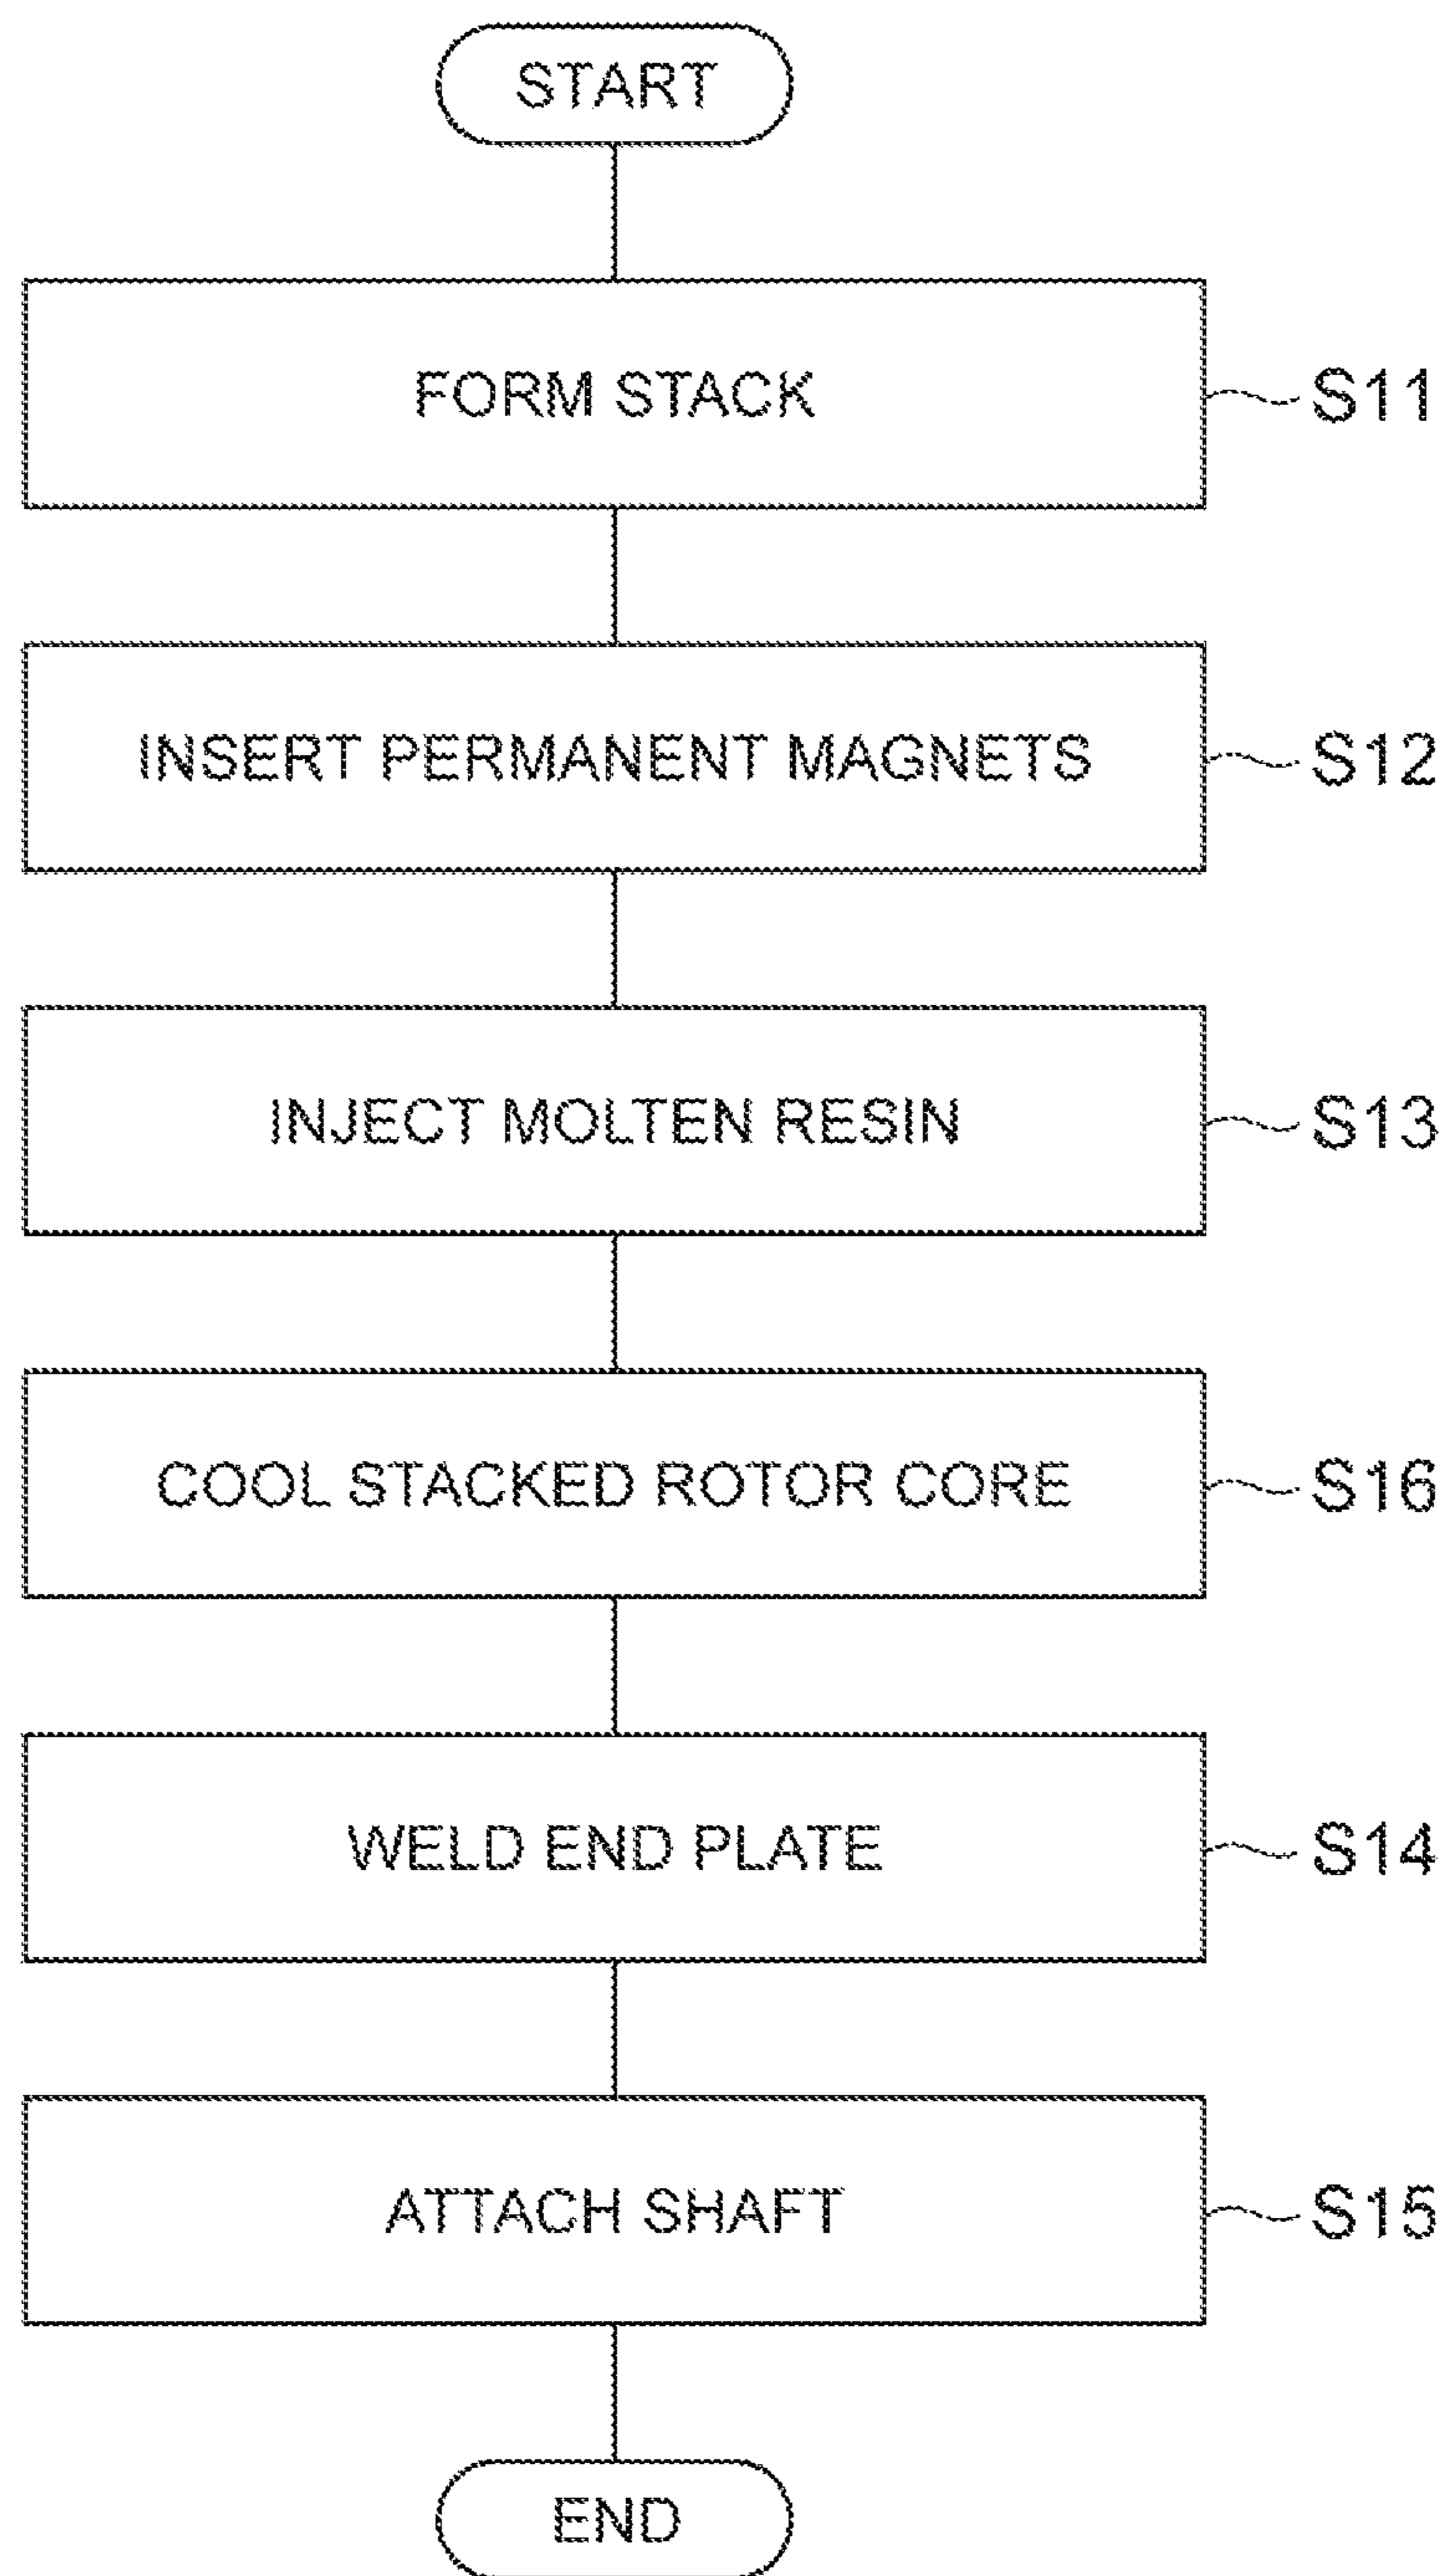 START
FORM STACK
S11
INSERT PERMANENT MAGNETS
S12
INJECT MOLTEN RESIN
S13
COOL STACKED ROTOR CORE
S16
WELD END PLATE
S14
ATTACH SHAFT
S15
END